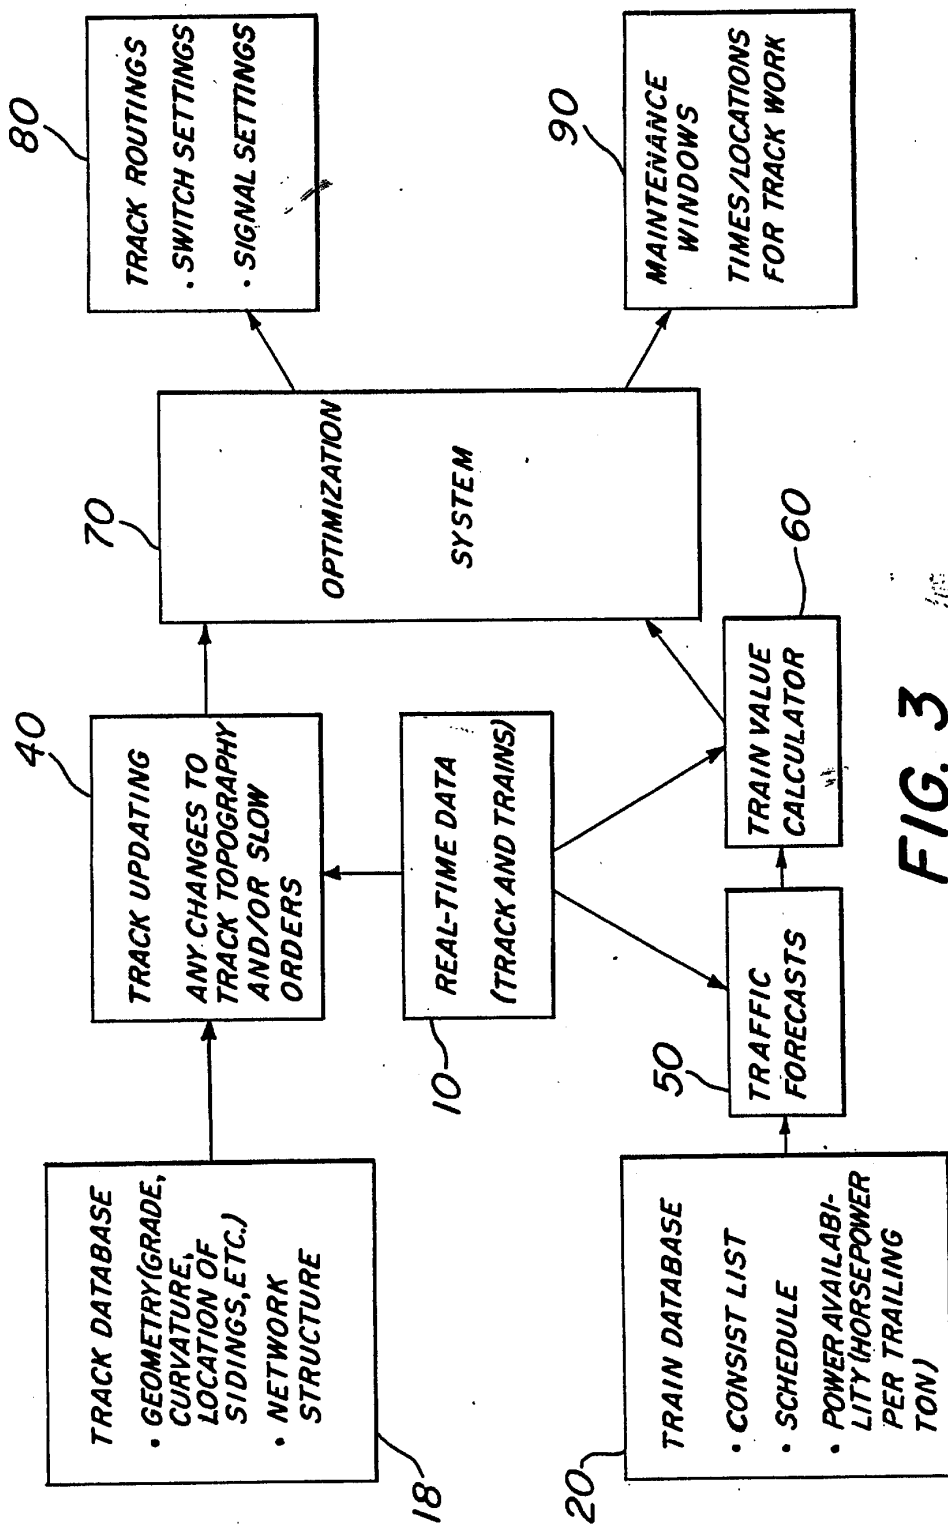 18
TRACK DATABASE
• GEOMETRY (GRADE,
CURVATURE,
LOCATION OF
SIDINGS, ETC.)
• NETWORK
STRUCTURE
40
TRACK UPDATING
ANY CHANGES TO
TRACK TOPOGRAPHY
AND/OR SLOW
ORDERS
70
OPTIMIZATION
SYSTEM
80
TRACK ROUTINGS
• SWITCH SETTINGS
• SIGNAL SETTINGS
10
REAL-TIME DATA
(TRACK AND TRAINS)
20
TRAIN DATABASE
• CONSIST LIST
• SCHEDULE
• POWER AVAILABI-
LITY (HORSEPOWER
PER TRAILING
TON)
50
TRAFFIC
FORECASTS
60
TRAIN VALUE
CALCULATOR
90
MAINTENANCE
WINDOWS
TIMES/LOCATIONS
FOR TRACK WORK
FIG. 3